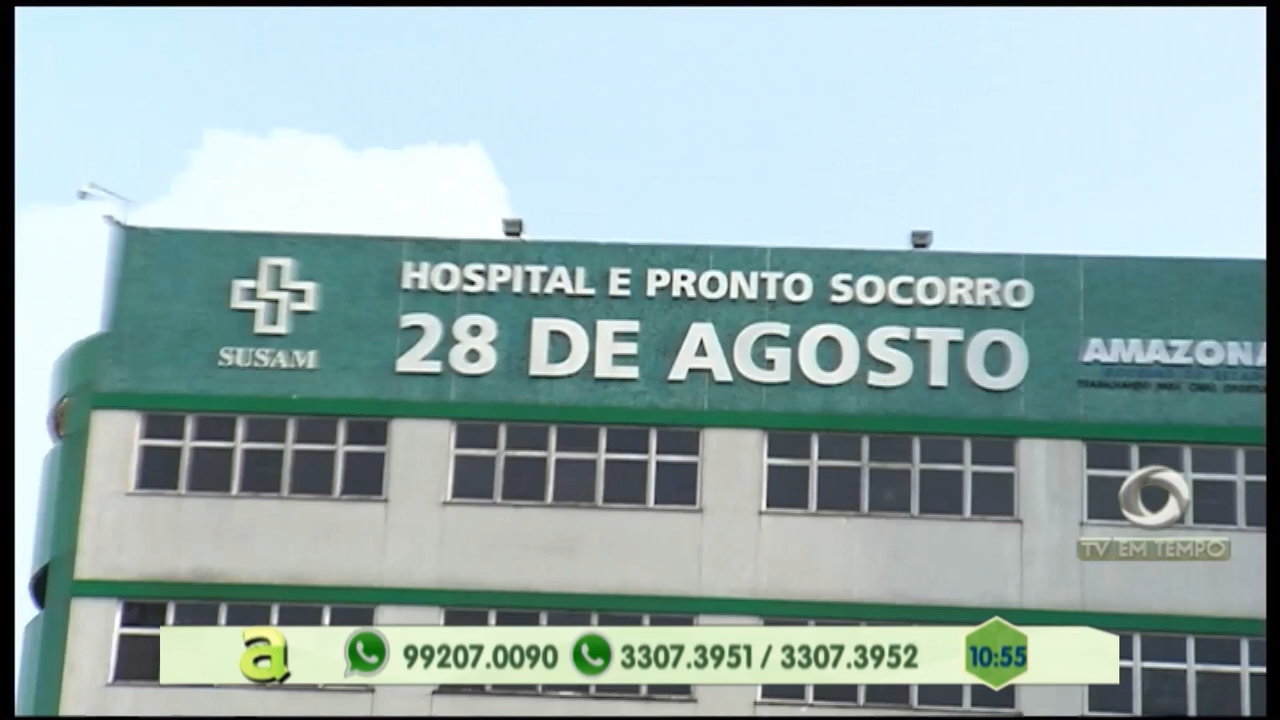 HOSPITAL E PRONTO SOCORRO
28 DE AGOSTO
SUSAM
AMAZONA
TV EM TEMPO
a 99207.0090 3307.3951 / 3307.3952 10:55